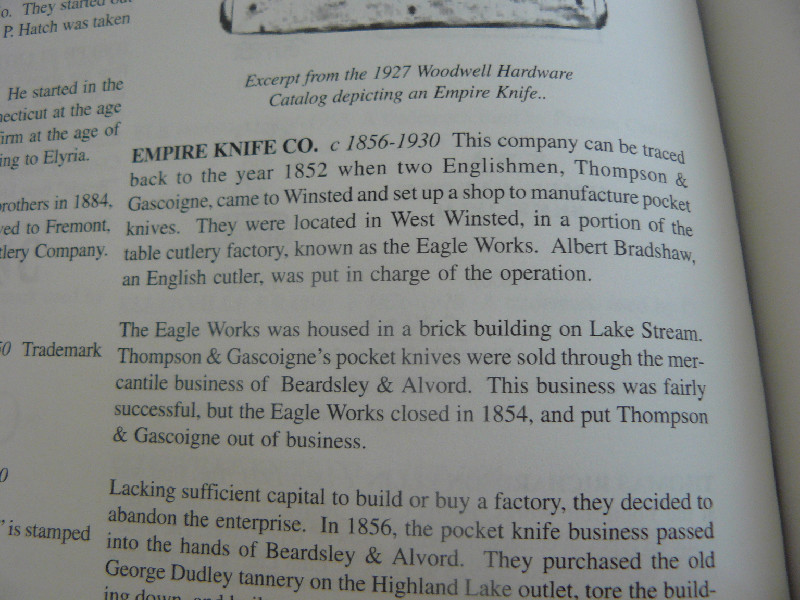 o. They started out
P. Hatch was taken
He started in the
necticut at the age
firm at the age of
ing to Elyria.
rothers in 1884,
ved to Fremont,
tlery Company.
50 Trademark
0
" is stamped
Excerpt from the 1927 Woodwell Hardware
Catalog depicting an Empire Knife..
EMPIRE KNIFE CO. c 1856-1930 This company can be traced
back to the year 1852 when two Englishmen, Thompson &
Gascoigne, came to Winsted and set up a shop to manufacture pocket
knives. They were located in West Winsted, in a portion of the
table cutlery factory, known as the Eagle Works. Albert Bradshaw,
an English cutler, was put in charge of the operation.
The Eagle Works was housed in a brick building on Lake Stream.
Thompson & Gascoigne's pocket knives were sold through the mer-
cantile business of Beardsley & Alvord. This business was fairly
successful, but the Eagle Works closed in 1854, and put Thompson
& Gascoigne out of business.
Lacking sufficient capital to build or buy a factory, they decided to
abandon the enterprise. In 1856, the pocket knife business passed
into the hands of Beardsley & Alvord. They purchased the old
George Dudley tannery on the Highland Lake outlet, tore the build-
ing down, and